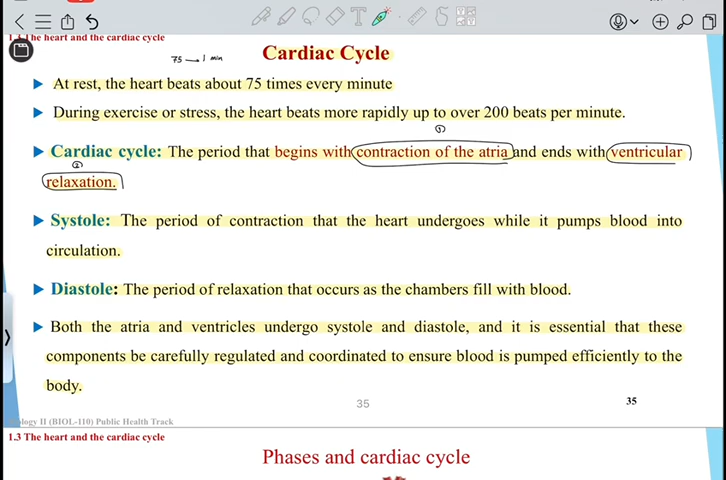 1.3 The heart and the cardiac cycle
75 → 1 min
Cardiac Cycle
At rest, the heart beats about 75 times every minute
During exercise or stress, the heart beats more rapidly up to over 200 beats per minute.
①
Cardiac cycle: The period that begins with contraction of the atria and ends with ventricular
②
relaxation.
Systole: The period of contraction that the heart undergoes while it pumps blood into
circulation.
Diastole: The period of relaxation that occurs as the chambers fill with blood.
Both the atria and ventricles undergo systole and diastole, and it is essential that these
components be carefully regulated and coordinated to ensure blood is pumped efficiently to the
body.
35
35
(BIOL-110) Public Health Track
1.3 The heart and the cardiac cycle
Phases and cardiac cycle